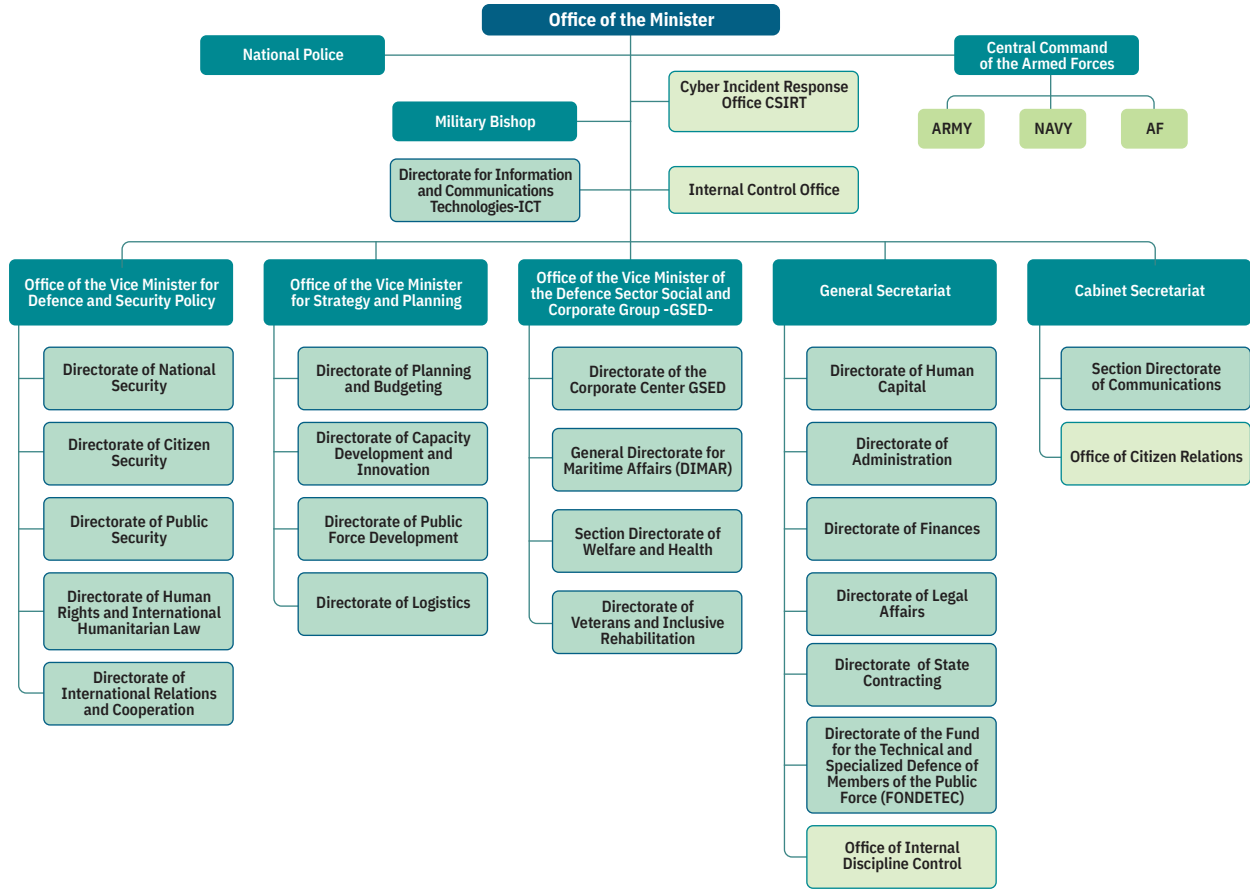 Office of the Minister
National Police
Central Command
of the Armed Forces
Cyber Incident Response
Office CSIRT
Military Bishop
ARMY
NAVY
AF
Directorate for Information
and Communications
Technologies-ICT
Internal Control Office
Office of the Vice Minister for
Defence and Security Policy
Office of the Vice Minister
for Strategy and Planning
Office of the Vice Minister of
the Defence Sector Social and
Corporate Group -GSED-
General Secretariat
Cabinet Secretariat
Directorate of National
Security
Directorate of Citizen
Security
Directorate of Public
Security
Directorate of Human
Rights and International
Humanitarian Law
Directorate of
International Relations
and Cooperation
Directorate of Planning
and Budgeting
Directorate of Capacity
Development and
Innovation
Directorate of Public
Force Development
Directorate of Logistics
Directorate of the
Corporate Center GSED
General Directorate for
Maritime Affairs (DIMAR)
Section Directorate of
Welfare and Health
Directorate of
Veterans and Inclusive
Rehabilitation
Directorate of Human
Capital
Directorate of
Administration
Directorate of Finances
Directorate of Legal
Affairs
Directorate of State
Contracting
Directorate of the Fund
for the Technical and
Specialized Defence of
Members of the Public
Force (FONDETEC)
Office of Internal
Discipline Control
Section Directorate
of Communications
Office of Citizen Relations